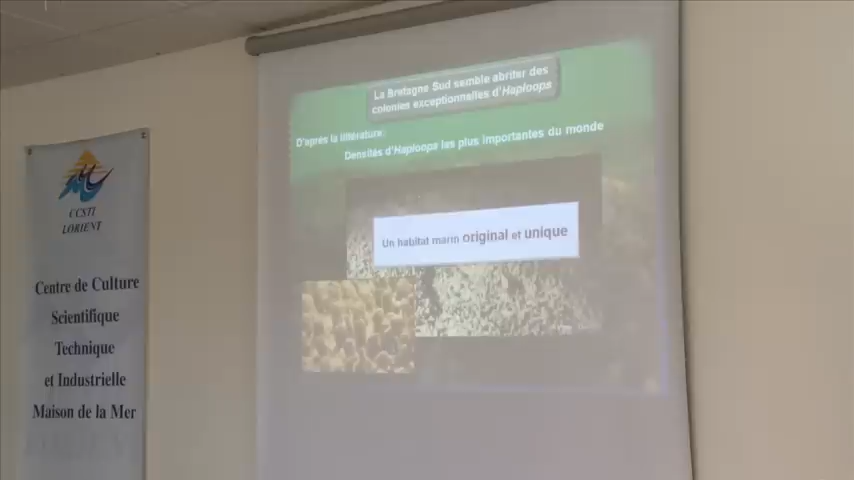 CCSTI
LORIENT
Centre de Culture
Scientifique
Technique
et Industrielle
Maison de la Mer
La Bretagne Sud semble abriter des
colonies exceptionnelles d'Haploops
D'après la littérature:
Densités d'Haploops les plus importantes du monde
Un habitat marin original et unique